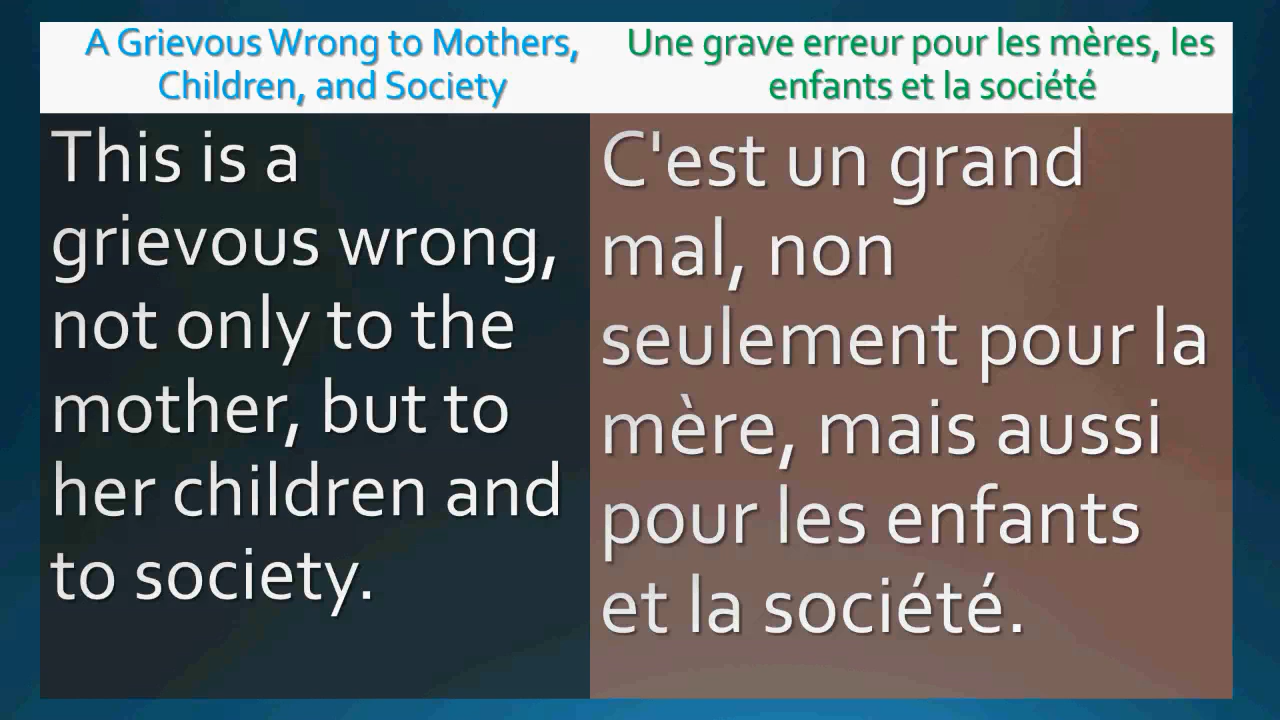 A Grievous Wrong to Mothers,
Children, and Society
Une grave erreur pour les mères, les
enfants et la société
This is a
grievous wrong,
not only to the
mother, but to
her children and
to society.
C'est un grand
mal, non
seulement pour la
mère, mais aussi
pour les enfants
et la société.